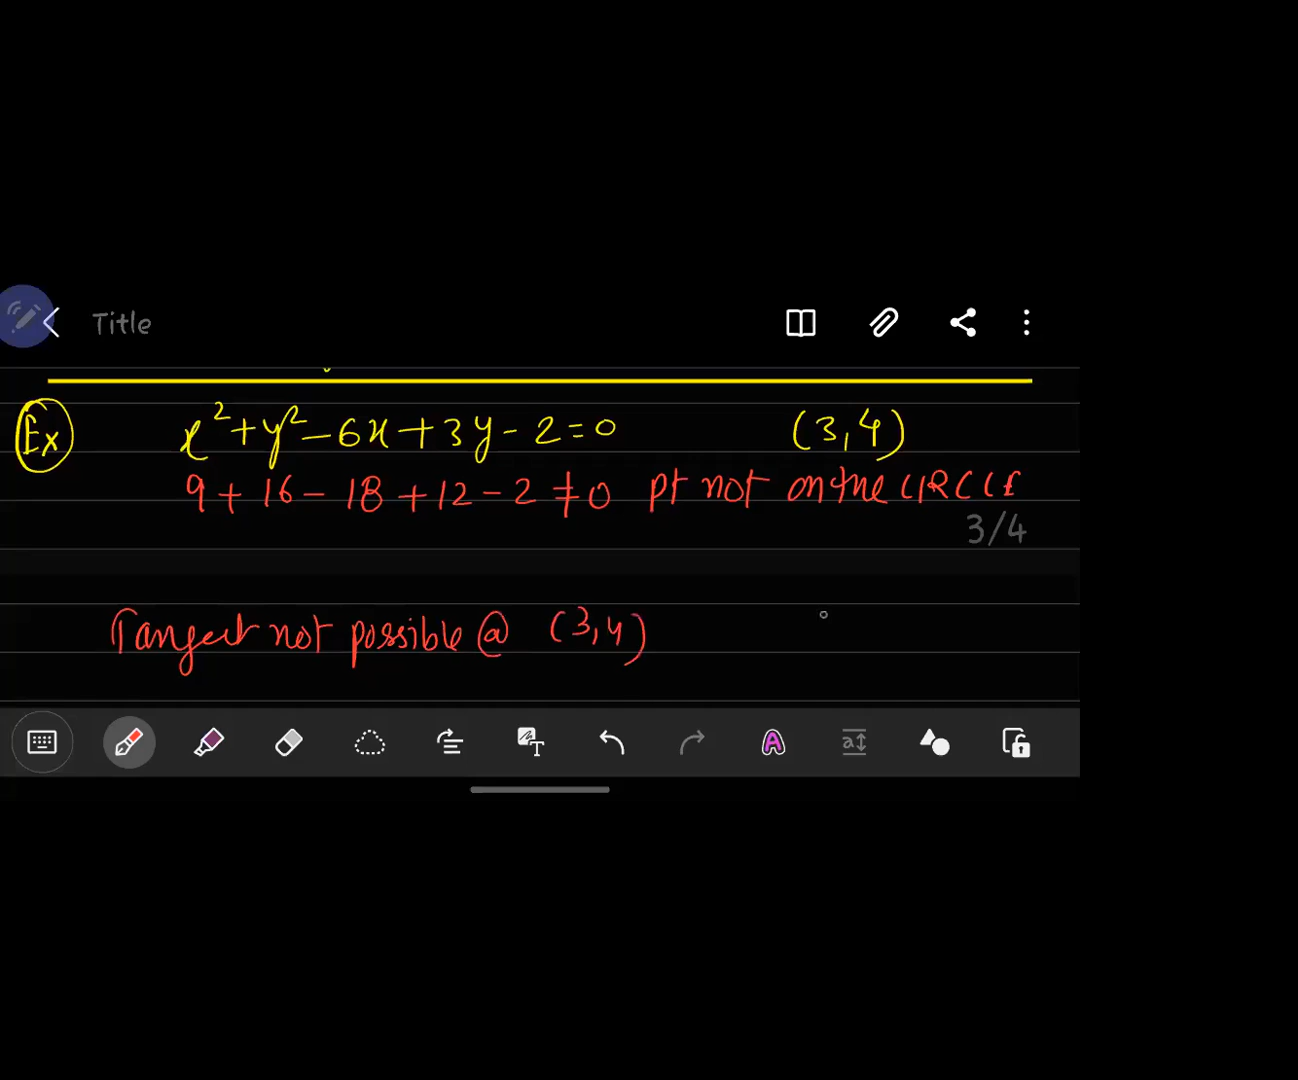 Title
Ex x²+y²-6x+3y-2=0 (3,4)
9+16-18+12-2≠0 pt not on the CIRCLE
3/4
Tangent not possible @ (3,4)